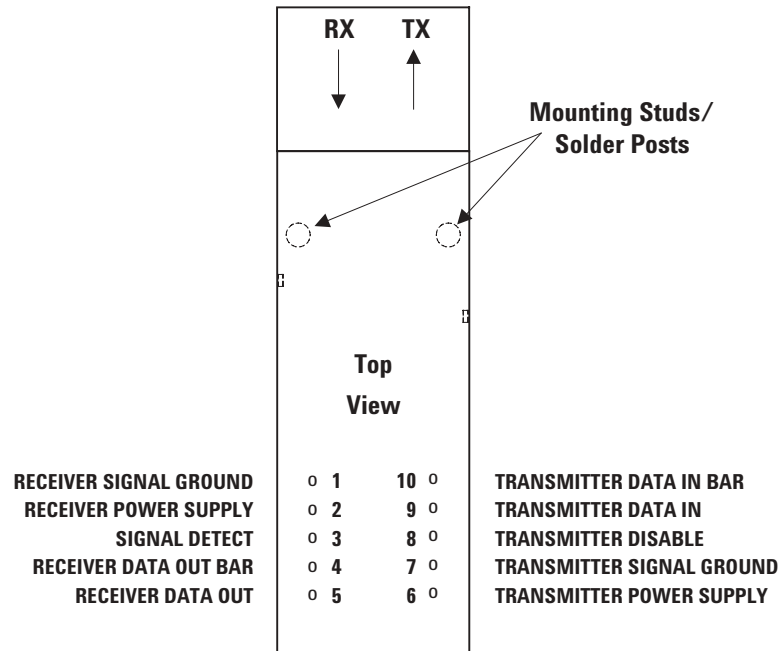 RX TX
Mounting Studs/
Solder Posts
Top
View
RECEIVER SIGNAL GROUND o 1 10 o TRANSMITTER DATA IN BAR
RECEIVER POWER SUPPLY o 2 9 o TRANSMITTER DATA IN
SIGNAL DETECT o 3 8 o TRANSMITTER DISABLE
RECEIVER DATA OUT BAR o 4 7 o TRANSMITTER SIGNAL GROUND
RECEIVER DATA OUT o 5 6 o TRANSMITTER POWER SUPPLY